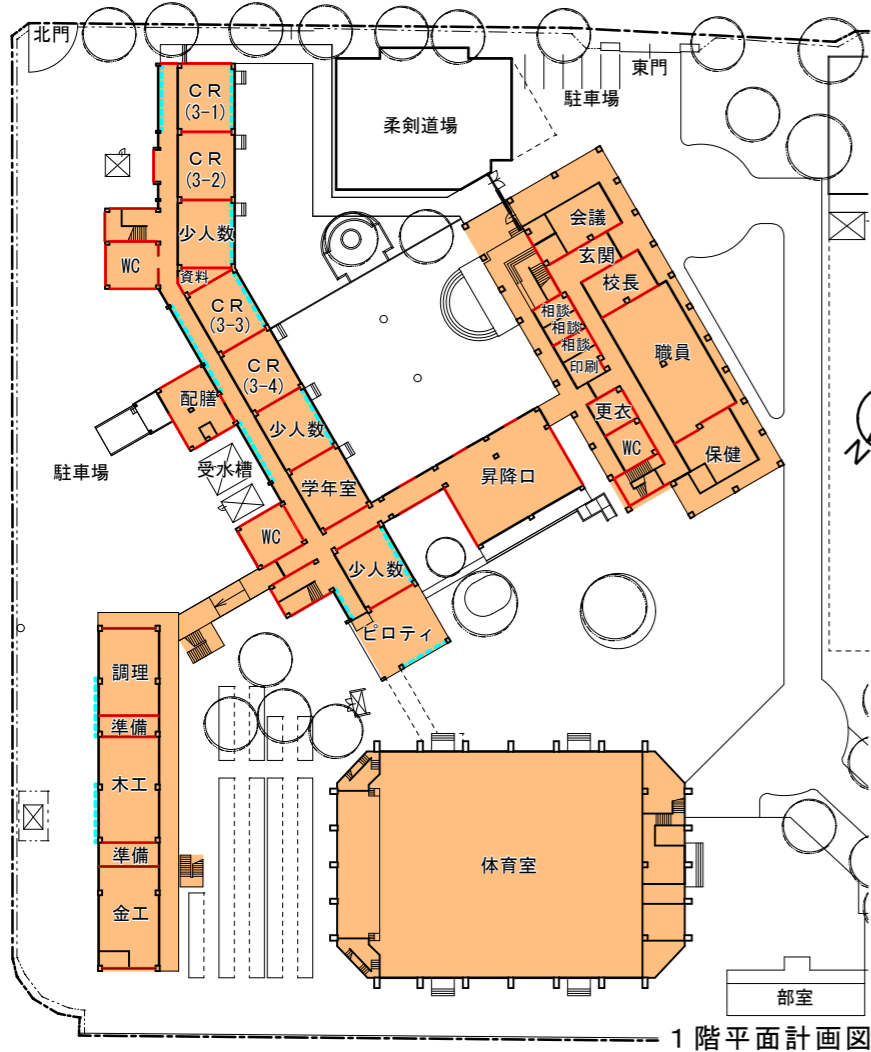 北門
東門
駐車場
柔剣道場
CR
(3-1)
CR
(3-2)
少人数
WC
資料
CR
(3-3)
CR
(3-4)
配膳
少人数
駐車場
受水槽
学年室
WC
少人数
ピロティ
昇降口
会議
玄関
校長
相談
相談
相談
印刷
職員
更衣
WC
保健
N
調理
準備
木工
準備
金工
体育室
部室
1階平面計画図